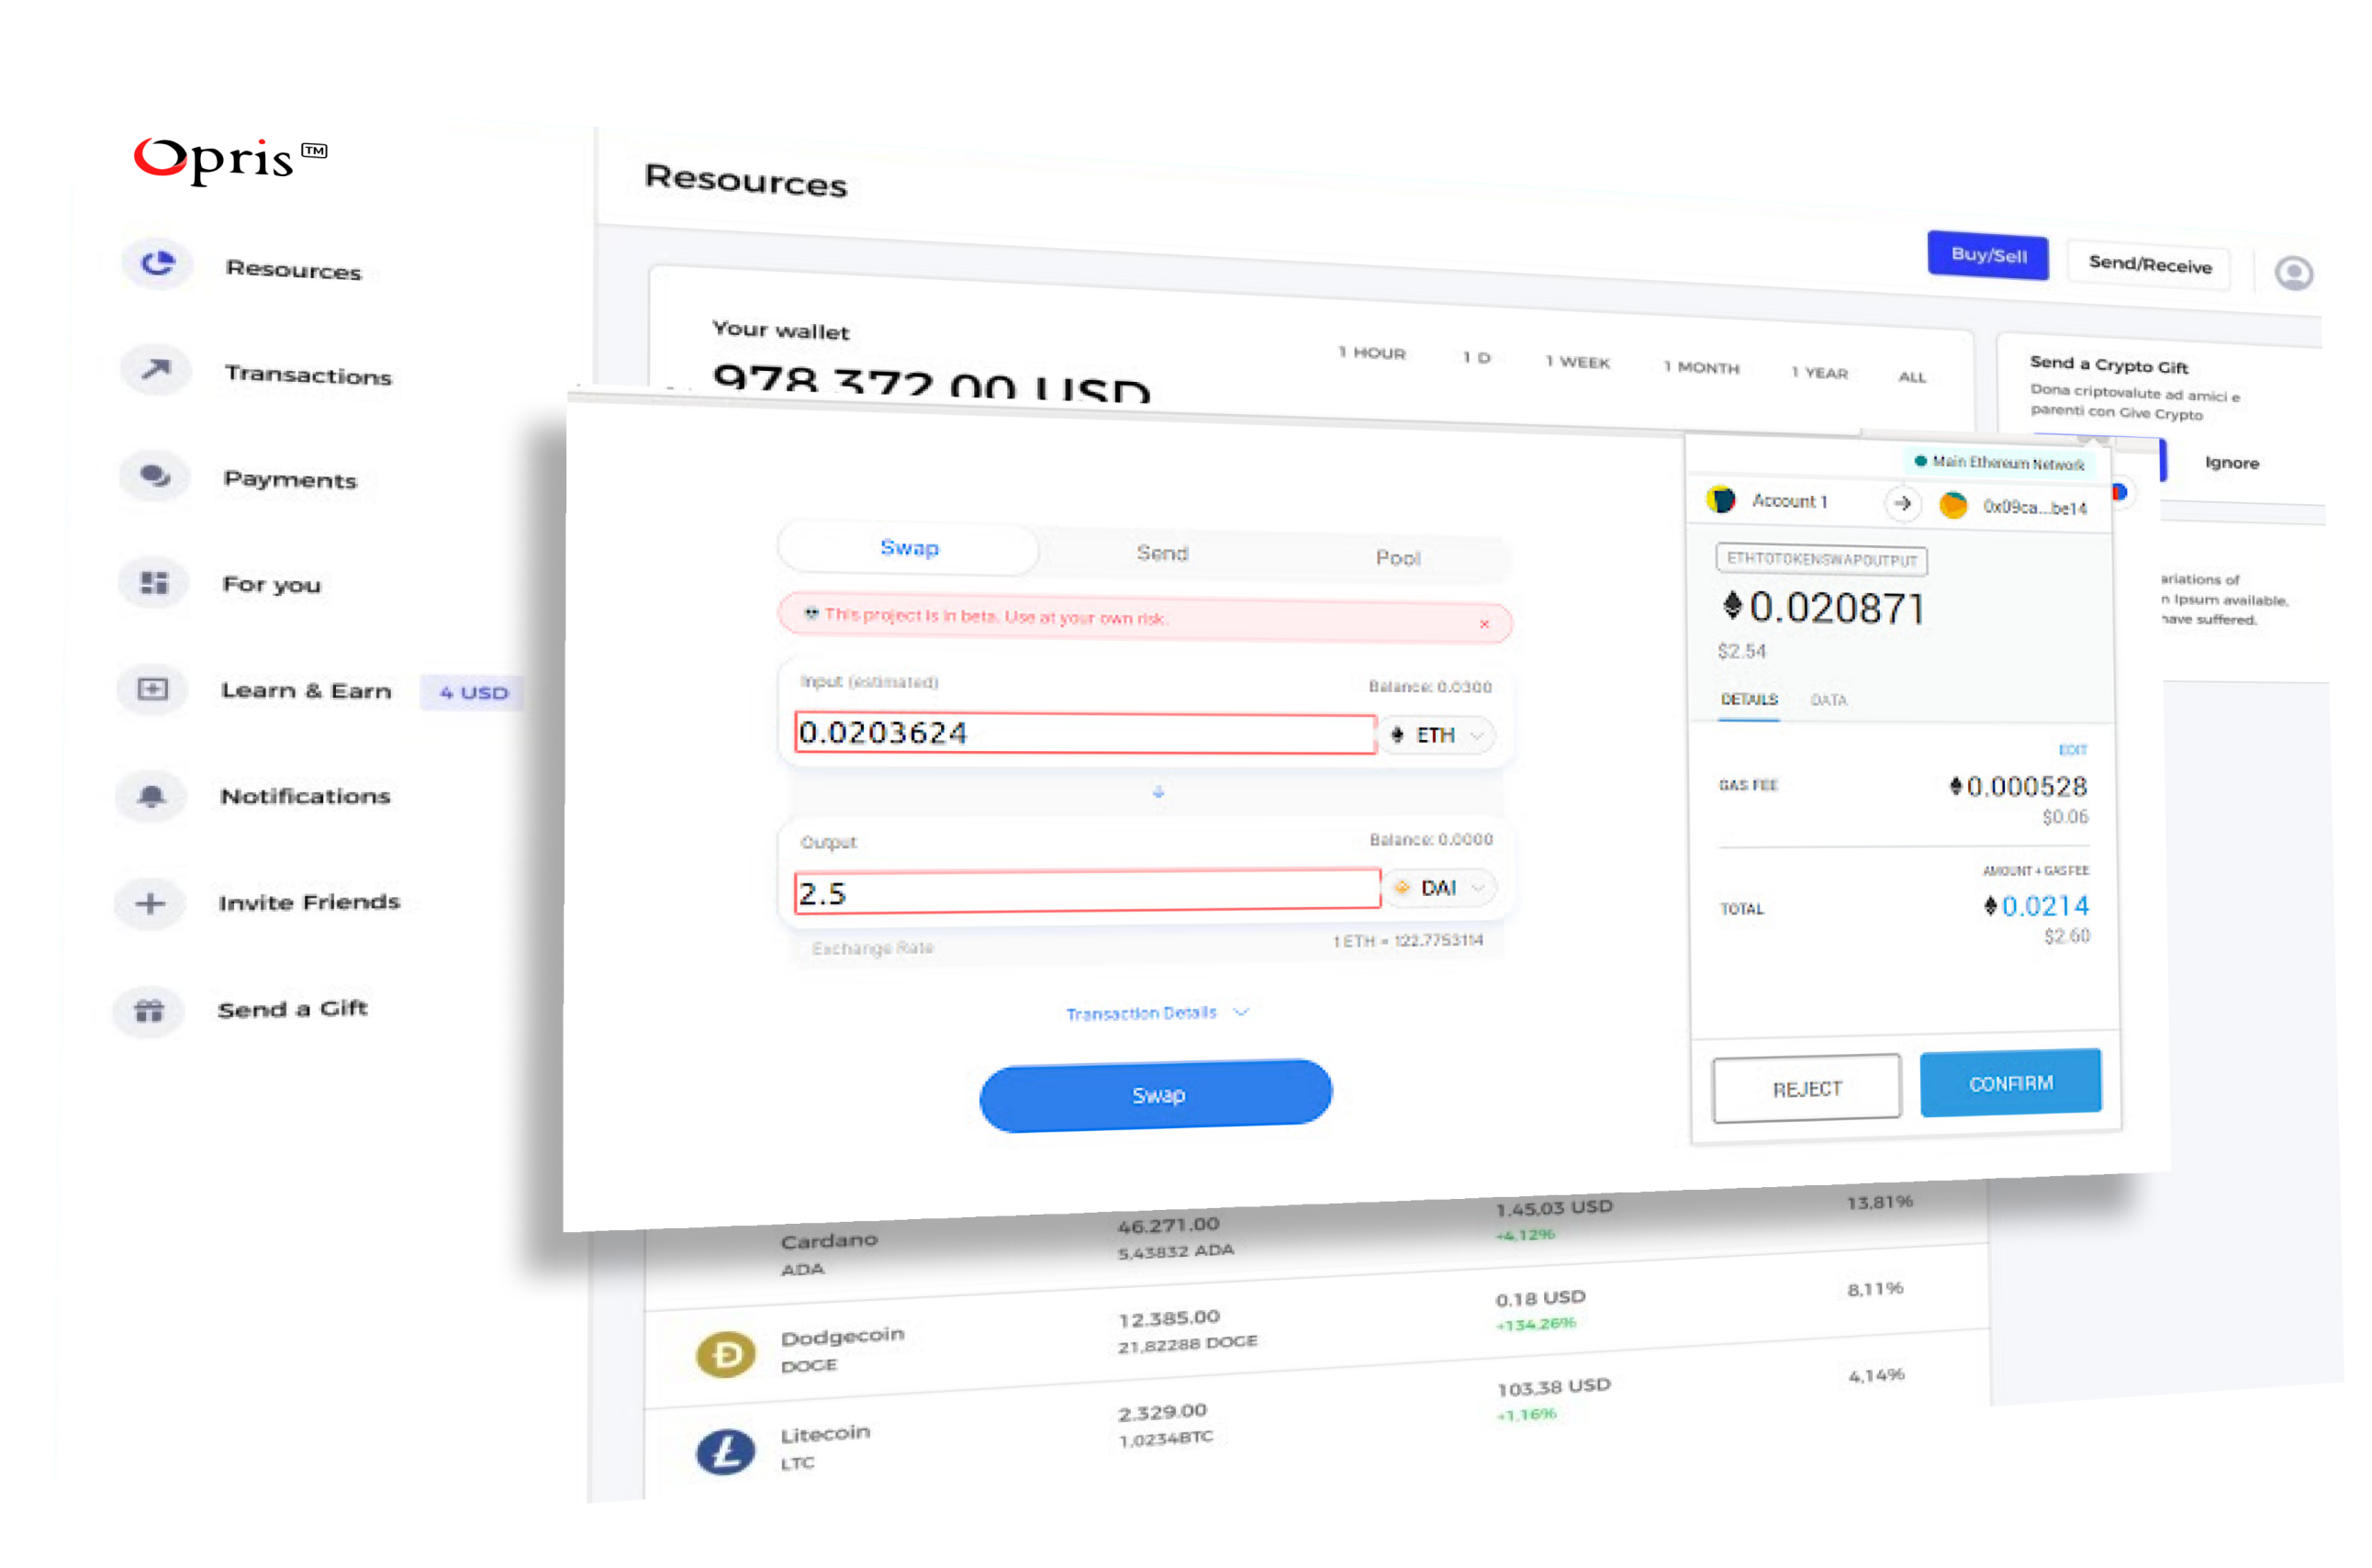 Opris™
Resources
Transactions
Payments
For you
Learn & Earn 4 USD
Notifications
Invite Friends
Send a Gift
Resources
Buy/Sell
Send/Receive
Your wallet
978 372 00 USD
1 HOUR 1 D 1 WEEK 1 MONTH 1 YEAR ALL
Send a Crypto Gift
Dona criptovalute ad amici e
parenti con Give Crypto
Ignore
ariations of
n Ipsum available,
have suffered.
Swap Send Pool
💀 This project is in beta. Use at your own risk. ×
Input (estimated) Balance: 0.0300
0.0203624 ETH
Output Balance: 0.0000
2.5 DAI
Exchange Rate 1 ETH = 122.7753114
Transaction Details
Swap
Main Ethereum Network
Account 1 → 0x09ca...be14
ETHTOTOKENSWAPOUTPUT
0.020871
$2.54
DETAILS DATA
EDIT
GAS FEE 0.000528
$0.06
AMOUNT + GAS FEE
TOTAL 0.0214
$2.60
REJECT CONFIRM
Cardano 46.271,00 1.45,03 USD 13,81%
ADA 5,43832 ADA +4,12%
Dodgecoin 12.385,00 0.18 USD 8,11%
DOGE 21,82288 DOGE +134,26%
Litecoin 2.329,00 103,38 USD 4,14%
LTC 1,0234BTC +1,16%